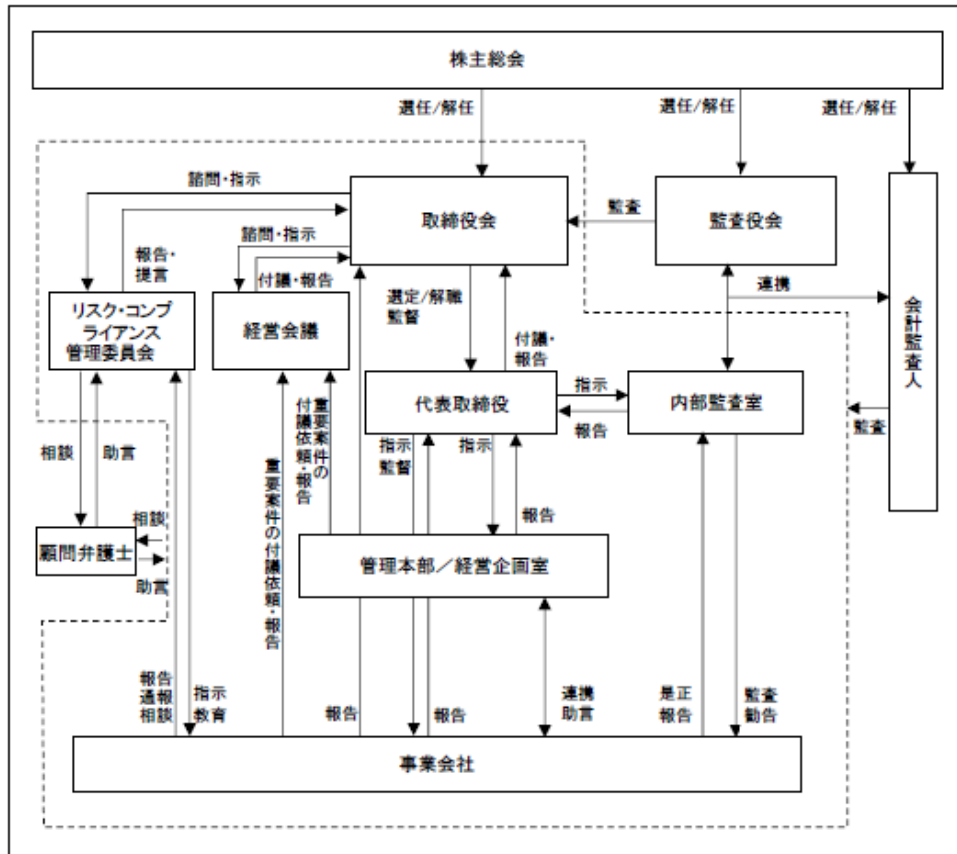 株主総会
選任/解任
選任/解任
選任/解任
諮問・指示
取締役会
監査
監査役会
諮問・指示
報告・
提言
付議・報告
選定/解職
監督
連携
会計監査人
リスク・コンプ
ライアンス
管理委員会
経営会議
付議・
報告
代表取締役
指示
報告
内部監査室
監査
重要案件の
付議依頼・報告
指示
監督
指示
相談
助言
重要案件の付議依頼・報告
報告
相談
顧問弁護士
助言
管理本部/経営企画室
報告
通報
相談
指示
教育
報告
報告
連携
助言
是正
報告
監査
勧告
事業会社